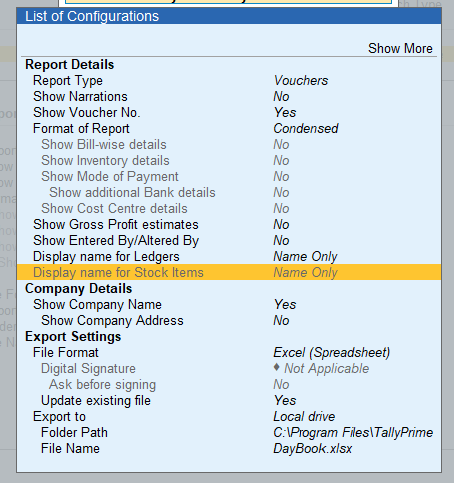 List of Configurations
Show More
Report Details
Report Type Vouchers
Show Narrations No
Show Voucher No. Yes
Format of Report Condensed
Show Bill-wise details No
Show Inventory details No
Show Mode of Payment No
Show additional Bank details No
Show Cost Centre details No
Show Gross Profit estimates No
Show Entered By/Altered By No
Display name for Ledgers Name Only
Display name for Stock Items Name Only
Company Details
Show Company Name Yes
Show Company Address No
Export Settings
File Format Excel (Spreadsheet)
Digital Signature ♦ Not Applicable
Ask before signing No
Update existing file Yes
Export to Local drive
Folder Path C:\Program Files\TallyPrime
File Name DayBook.xlsx